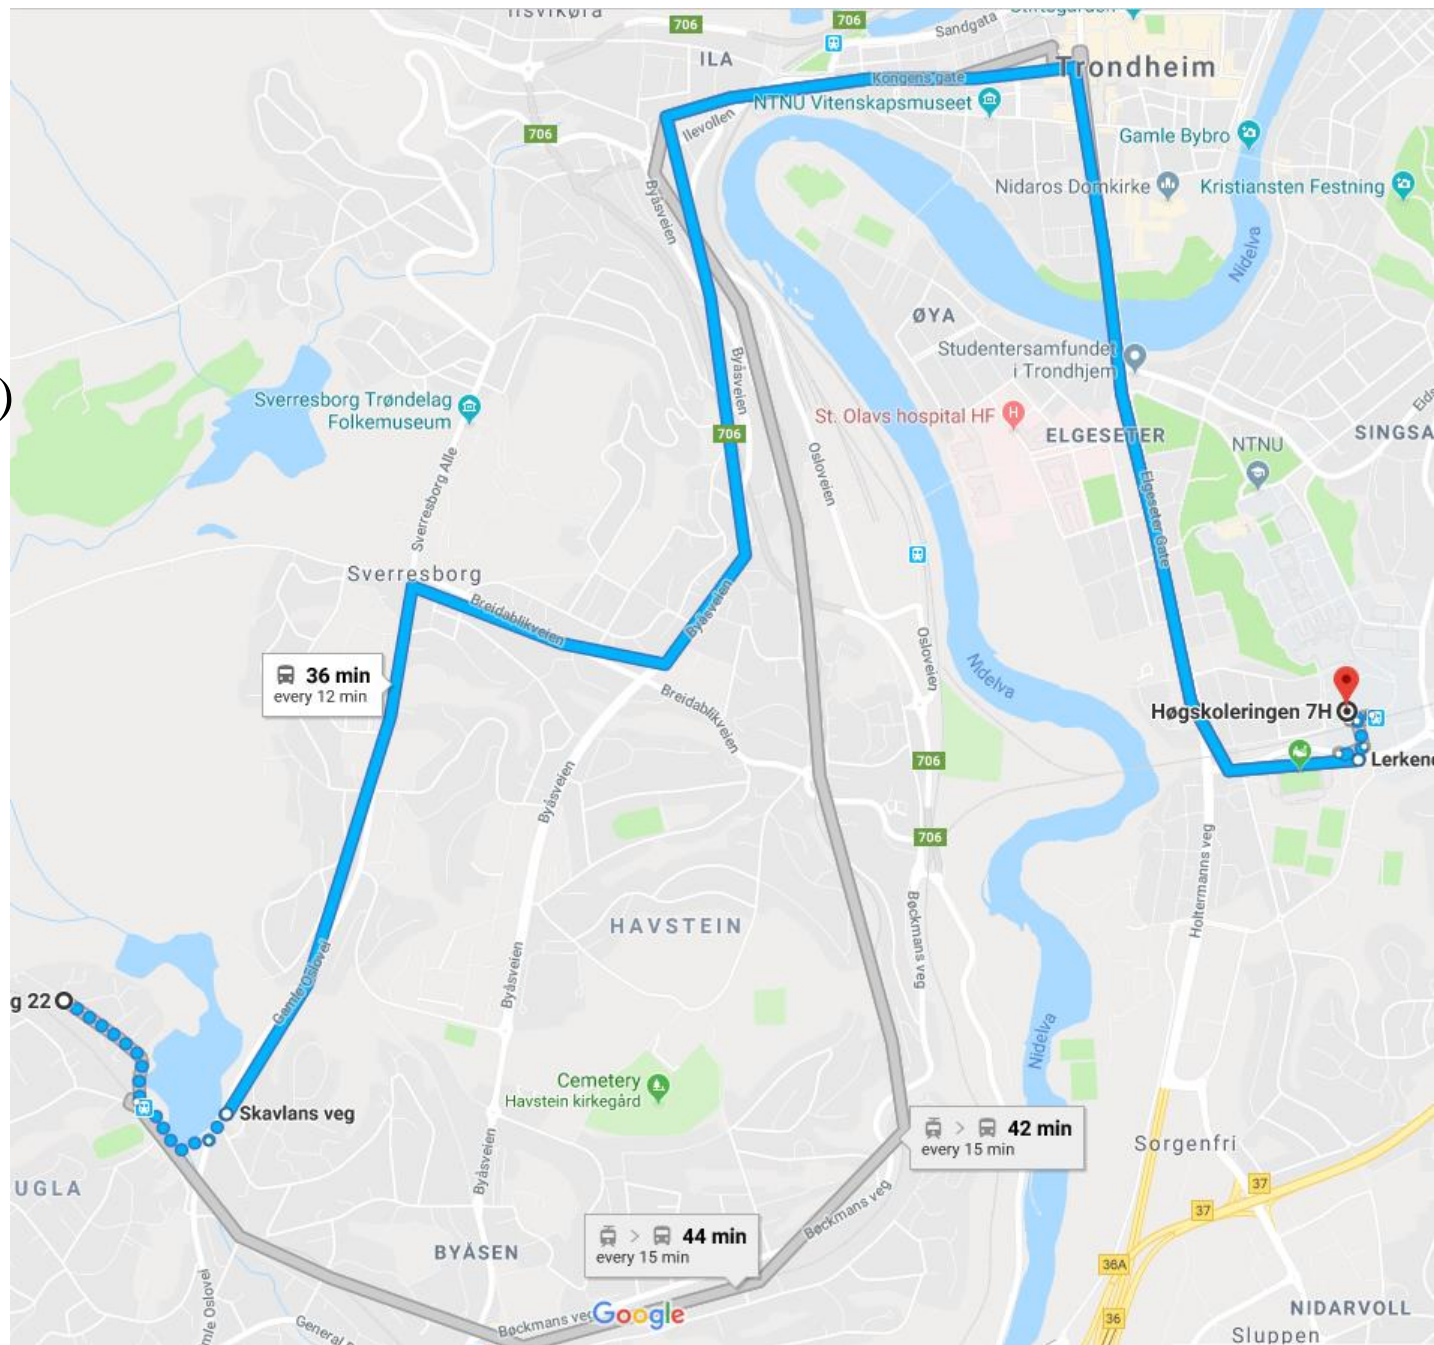 Ilsvikøra
706
706
Sandgata
ILA
Trondheim
Kongens gate
NTNU Vitenskapsmuseet
Ilevollen
706
Gamle Bybro
Nidaros Domkirke
Kristiansten Festning
Byåsveien
Nidelva
ØYA
Studentersamfundet
i Trondhjem
Byåsveien
)
Sverresborg Trøndelag
Folkemuseum
St. Olavs hospital HF
H
ELGESETER
706
SINGSA
NTNU
Osloveien
Sverresborg Alle
Elgeseter Gate
Sverresborg
Breidablikveien
Byåsveien
Osloveien
Nidelva
36 min
every 12 min
Breidablikveien
Høgskoleringen 7H
706
Lerkend
Byåsveien
706
Holtermanns veg
Bøckmans veg
HAVSTEIN
Gamle Oslovei
Byåsveien
g 22
Nidelva
Cemetery
Havstein kirkegård
Skavlans veg
> 42 min
every 15 min
Sorgenfri
Byåsveien
UGLA
37
37
Bøckmans veg
> 44 min
every 15 min
BYÅSEN
36A
mle Oslovei
Google
Bøckmans veg
General
36
NIDARVOLL
Sluppen